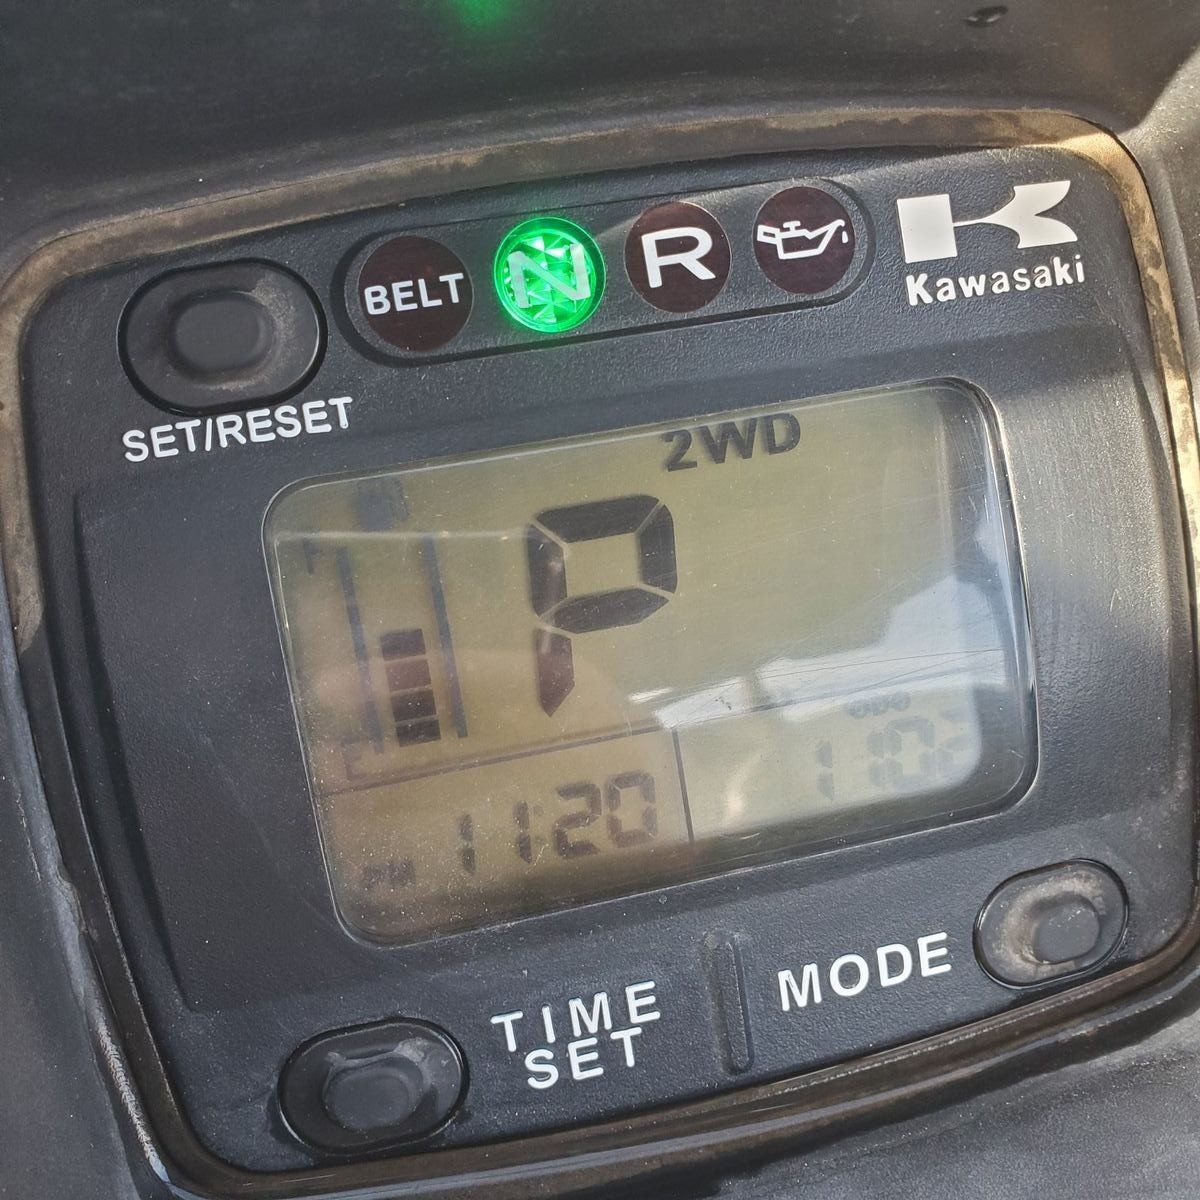 BELT N R
Kawasaki
SET/RESET
2WD
P
E
PM 11:20
TIME
SET
MODE